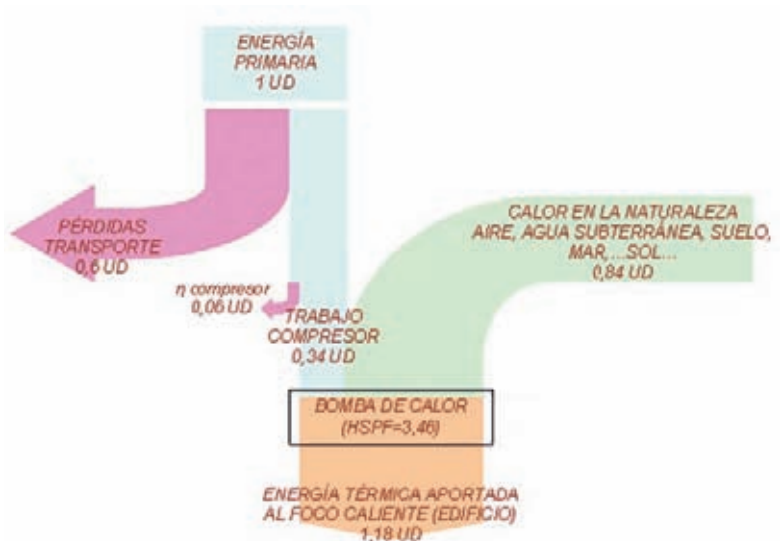 ENERGÍA
PRIMARIA
1 UD
PÉRDIDAS
TRANSPORTE
0,6 UD
CALOR EN LA NATURALEZA
AIRE, AGUA SUBTERRÁNEA, SUELO,
MAR,...SOL...
0,84 UD
η compresor
0,06 UD
TRABAJO
COMPRESOR
0,34 UD
BOMBA DE CALOR
(HSPF=3,46)
ENERGÍA TÉRMICA APORTADA
AL FOCO CALIENTE (EDIFICIO)
1,18 UD